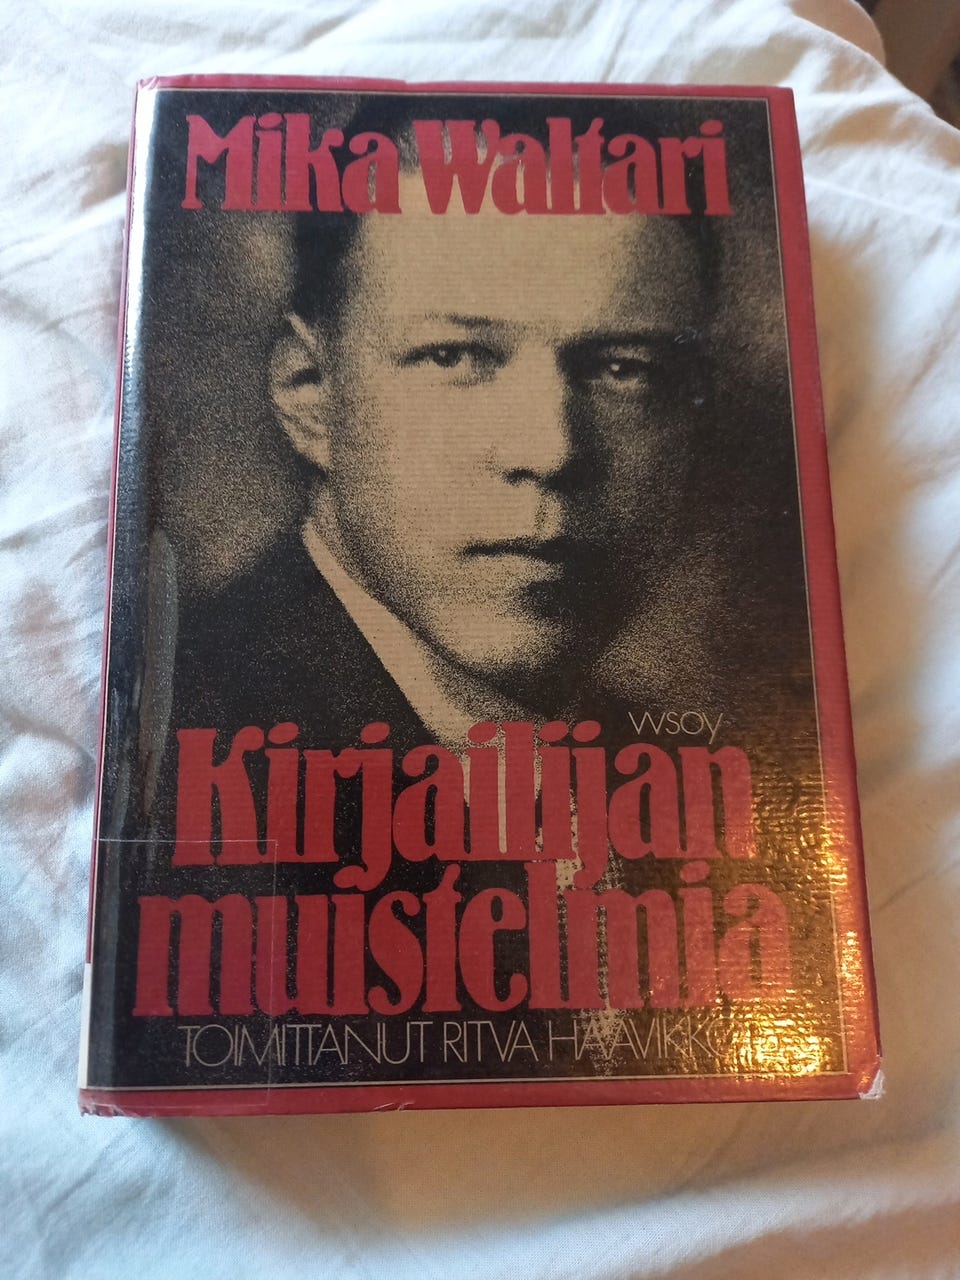 Mika Waltari
WSOY
Kirjailijan
muistelmia
TOIMITTANUT RITVA HAAVIKKO